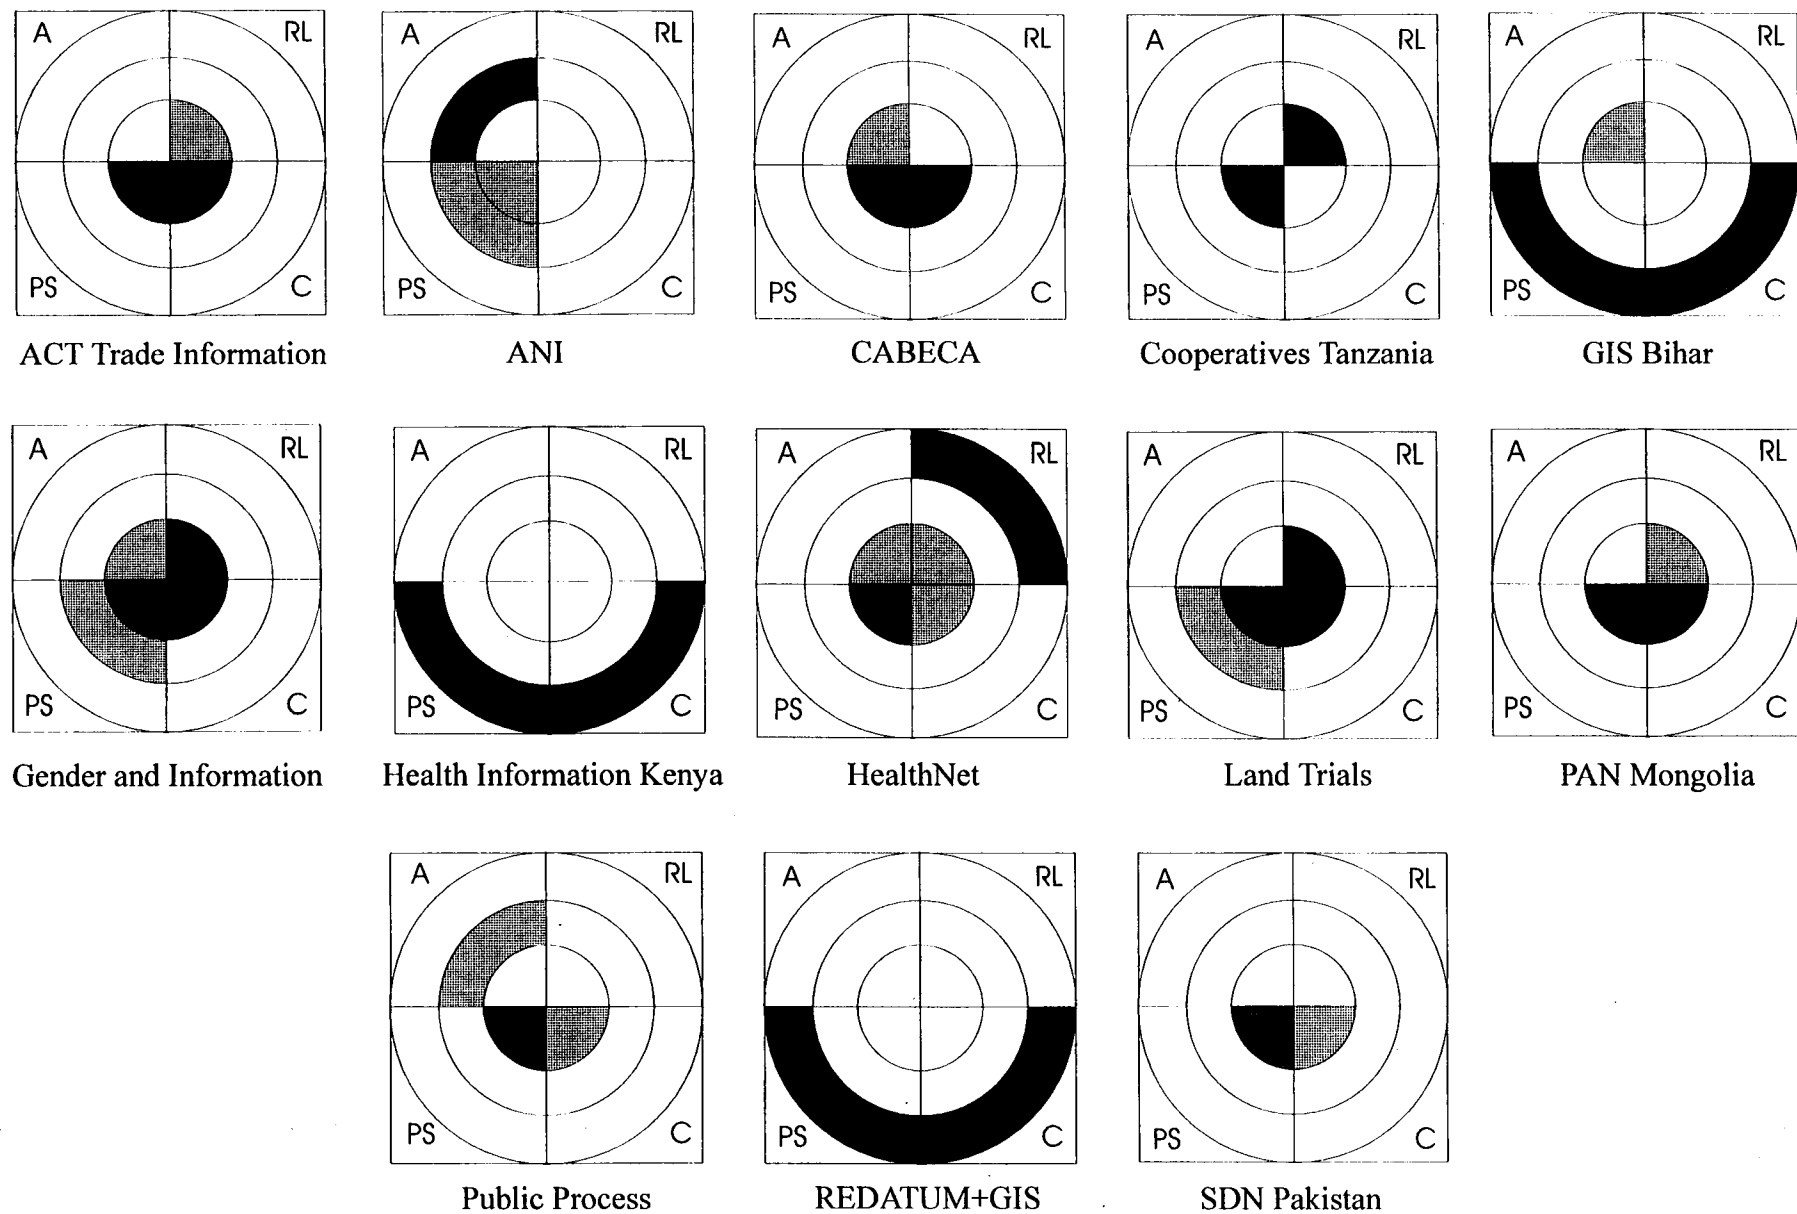 A RL A RL A RL A RL A RL
PS C PS C PS C PS C PS C
ACT Trade Information ANI CABECA Cooperatives Tanzania GIS Bihar
A RL A RL A RL A RL A RL
PS C PS C PS C PS C PS C
Gender and Information Health Information Kenya HealthNet Land Trials PAN Mongolia
A RL A RL A RL
PS C PS C PS C
Public Process REDATUM+GIS SDN Pakistan